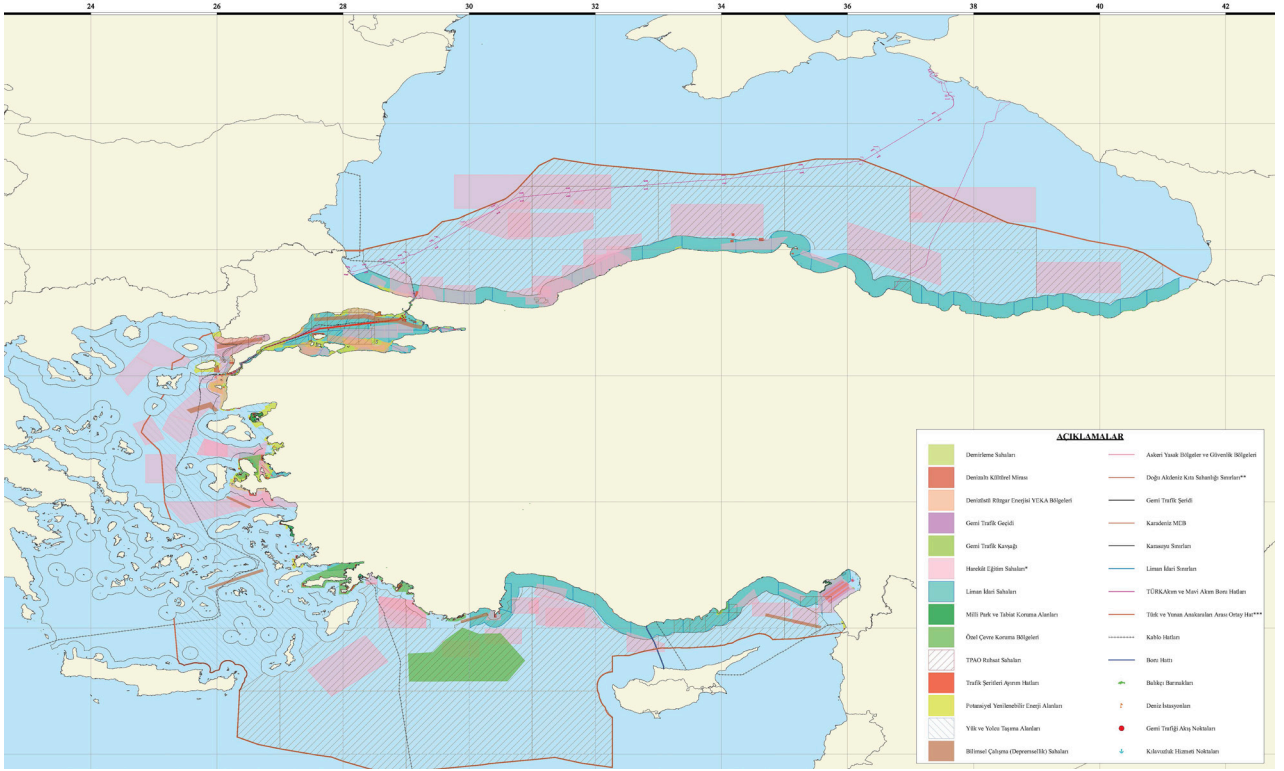 24 26 28 30 32 34 36 38 40 42
AÇIKLAMALAR
Demirleme Sahaları
Denizaltı Kültürel Mirası
Denizüstü Rüzgar Enerjisi YEKA Bölgeleri
Gemi Trafik Geçidi
Gemi Trafik Kavşağı
Harekât Eğitim Sahaları*
Liman İdari Sahaları
Milli Park ve Tabiat Koruma Alanları
Özel Çevre Koruma Bölgeleri
TPAO Ruhsat Sahaları
Trafik Şeritleri Ayırım Hatları
Potansiyel Yenilenebilir Enerji Alanları
Yük ve Yolcu Taşıma Alanları
Bilimsel Çalışma (Depremsellik) Sahaları
Askeri Yasak Bölgeler ve Güvenlik Bölgeleri
Doğu Akdeniz Kıta Sahanlığı Sınırları**
Gemi Trafik Şeridi
Karadeniz MEB
Karasuyu Sınırları
Liman İdari Sınırları
TÜRKAkım ve Mavi Akım Boru Hatları
Türk ve Yunan Anakaraları Arası Ortay Hat***
Kablo Hatları
Boru Hattı
Balıkçı Barınakları
Deniz İstasyonları
Gemi Trafiği Akış Noktaları
Kılavuzluk Hizmeti Noktaları